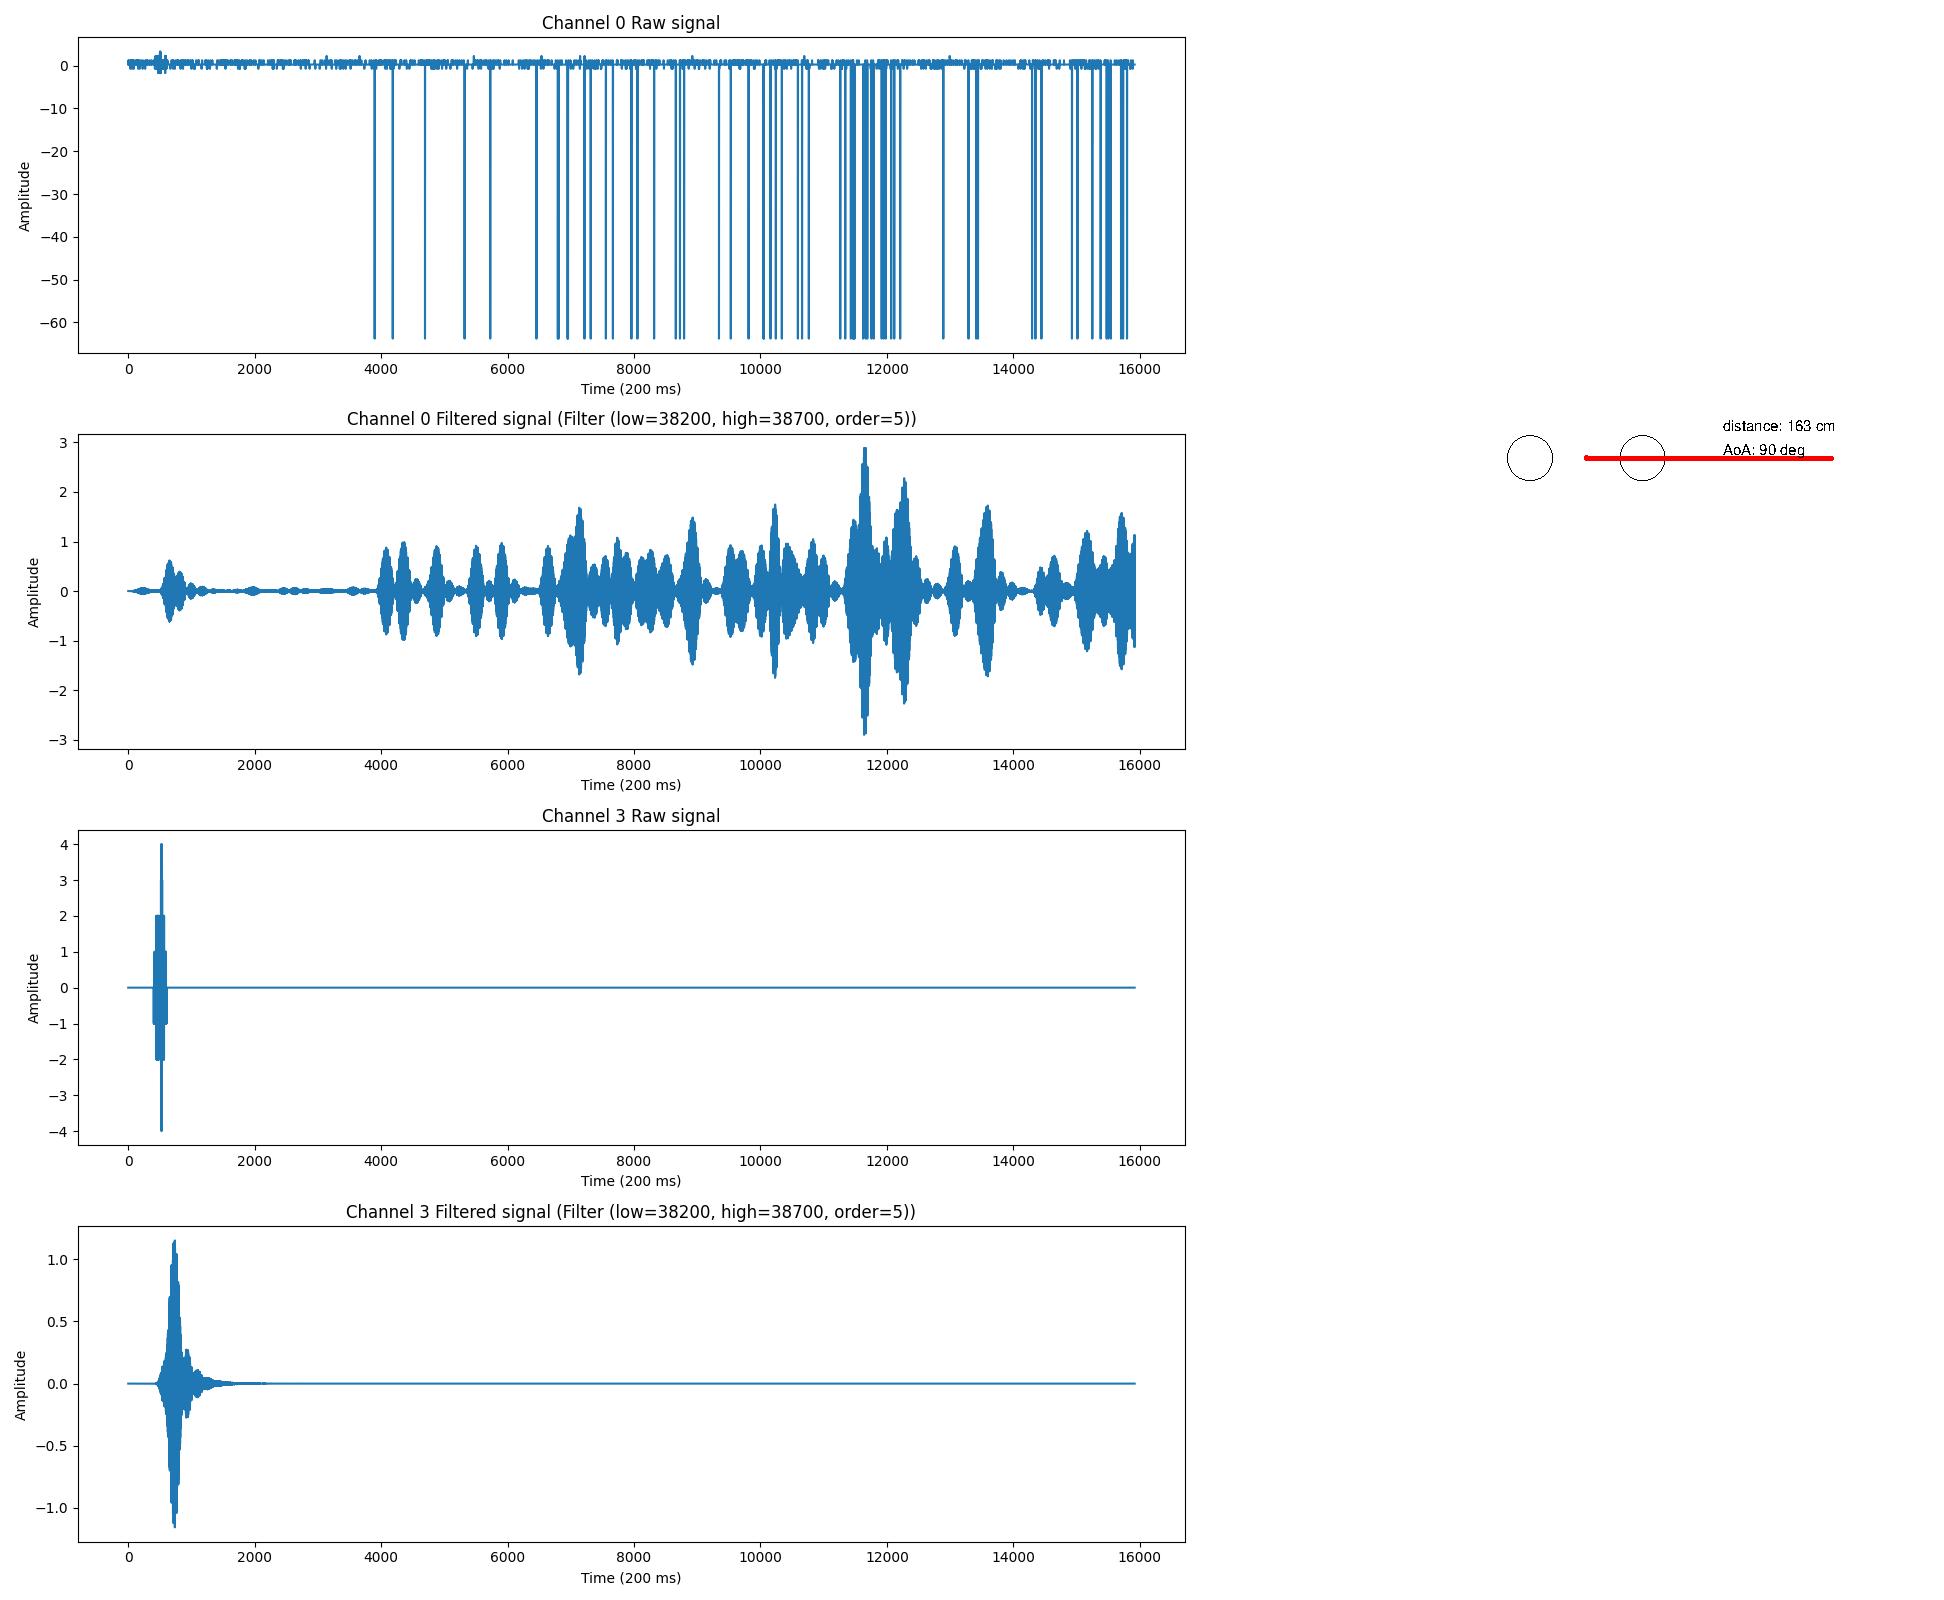 Channel 0 Raw signal
Amplitude
0
−10
−20
−30
−40
−50
−60
0 2000 4000 6000 8000 10000 12000 14000 16000
Time (200 ms)
Channel 0 Filtered signal (Filter (low=38200, high=38700, order=5))
Amplitude
3
2
1
0
−1
−2
−3
0 2000 4000 6000 8000 10000 12000 14000 16000
Time (200 ms)
distance: 163 cm
AoA: 90 deg
Channel 3 Raw signal
Amplitude
4
3
2
1
0
−1
−2
−3
−4
0 2000 4000 6000 8000 10000 12000 14000 16000
Time (200 ms)
Channel 3 Filtered signal (Filter (low=38200, high=38700, order=5))
Amplitude
1.0
0.5
0.0
−0.5
−1.0
0 2000 4000 6000 8000 10000 12000 14000 16000
Time (200 ms)